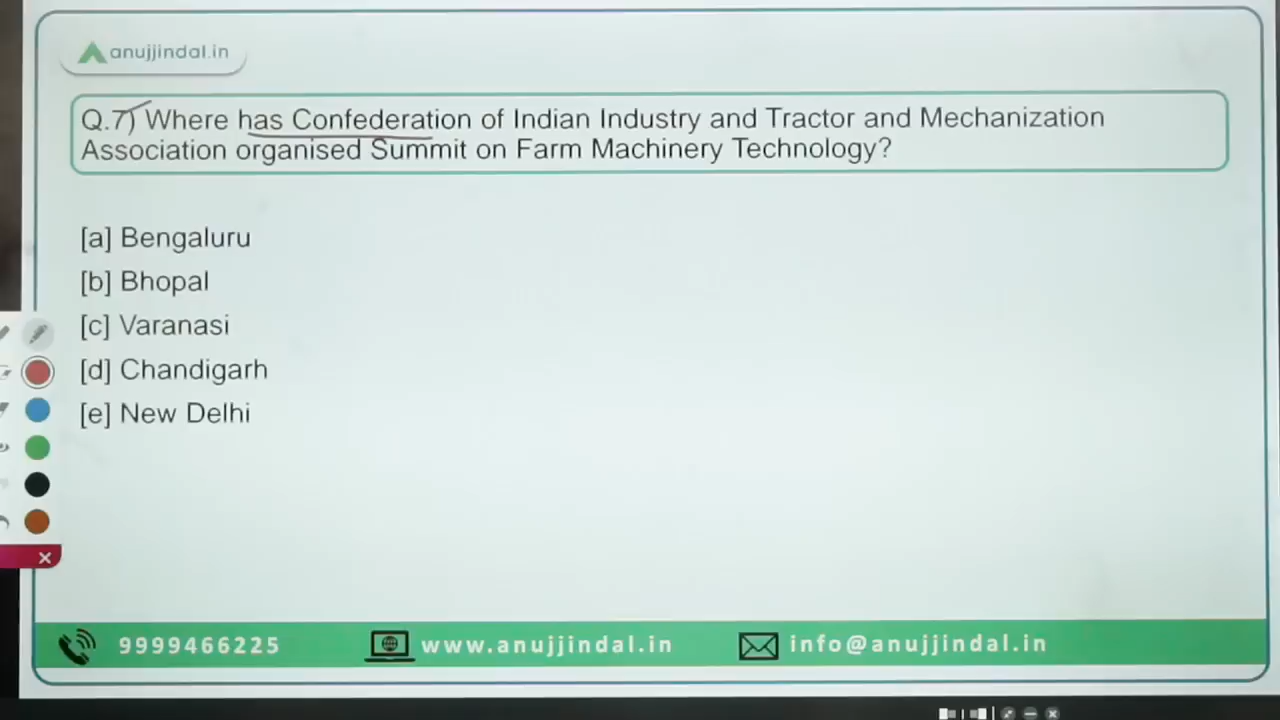 anujjindal.in
Q.7) Where has Confederation of Indian Industry and Tractor and Mechanization
Association organised Summit on Farm Machinery Technology?
[a] Bengaluru
[b] Bhopal
[c] Varanasi
[d] Chandigarh
[e] New Delhi
9999466225 www.anujjindal.in info@anujjindal.in